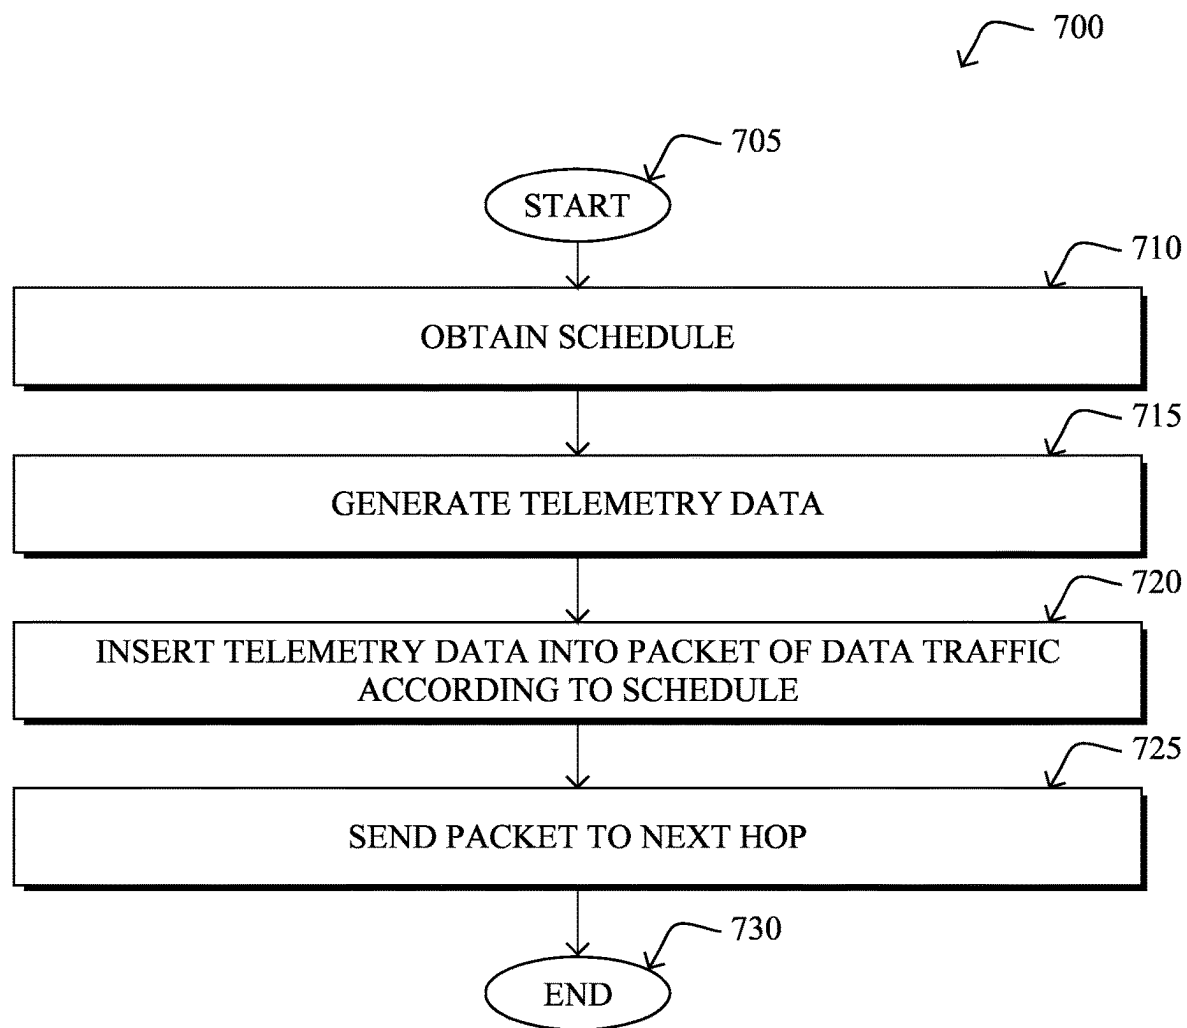 700
705
START
710
OBTAIN SCHEDULE
715
GENERATE TELEMETRY DATA
720
INSERT TELEMETRY DATA INTO PACKET OF DATA TRAFFIC
ACCORDING TO SCHEDULE
725
SEND PACKET TO NEXT HOP
730
END